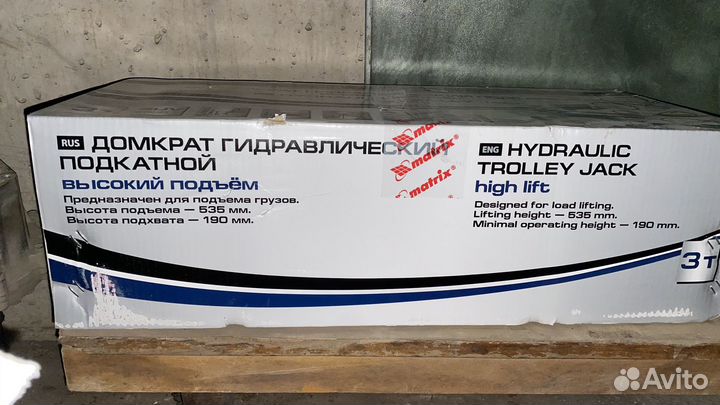 RUS ДОМКРАТ ГИДРАВЛИЧЕСКИЙ
ПОДКАТНОЙ
ВЫСОКИЙ ПОДЪЁМ
Предназначен для подъема грузов.
Высота подъема — 535 мм.
Высота подхвата — 190 мм.
matrix®
matrix®
matrix®
ENG HYDRAULIC
TROLLEY JACK
high lift
Designed for load lifting.
Lifting height — 535 mm.
Minimal operating height — 190 mm.
3 Т
Avito